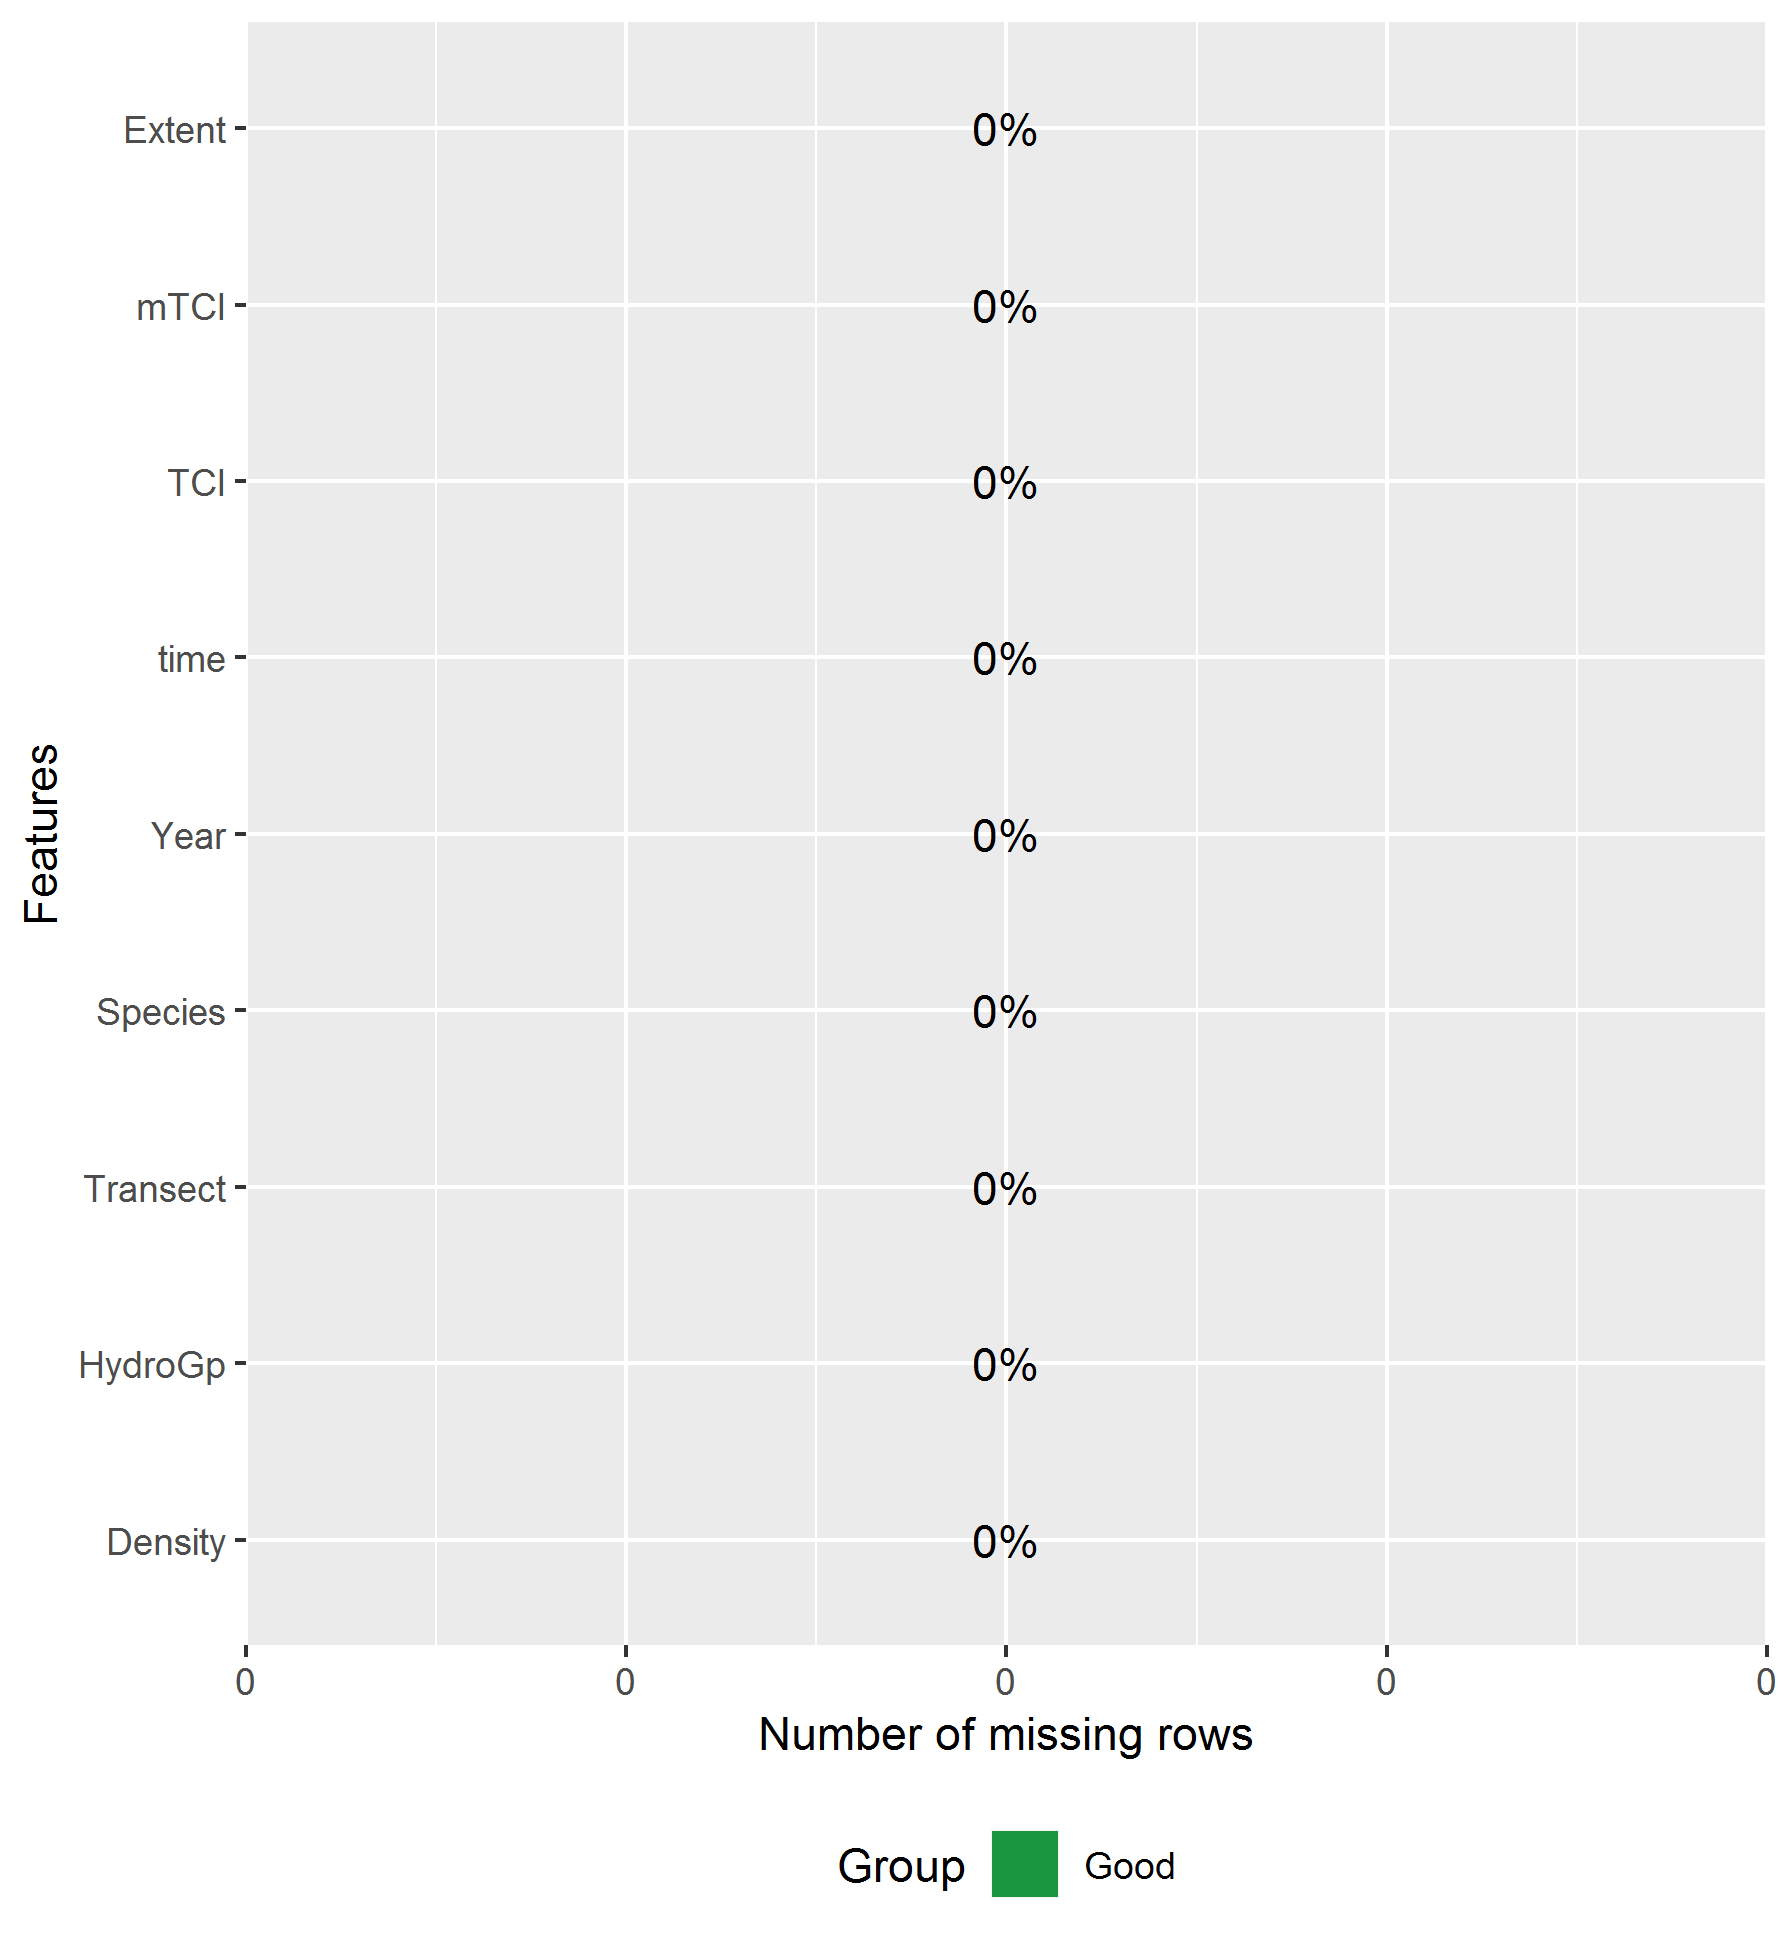 Extent 0%
mTCI 0%
TCI 0%
time 0%
Year 0%
Species 0%
Transect 0%
HydroGp 0%
Density 0%
Features
0 0 0 0 0
Number of missing rows
Group Good